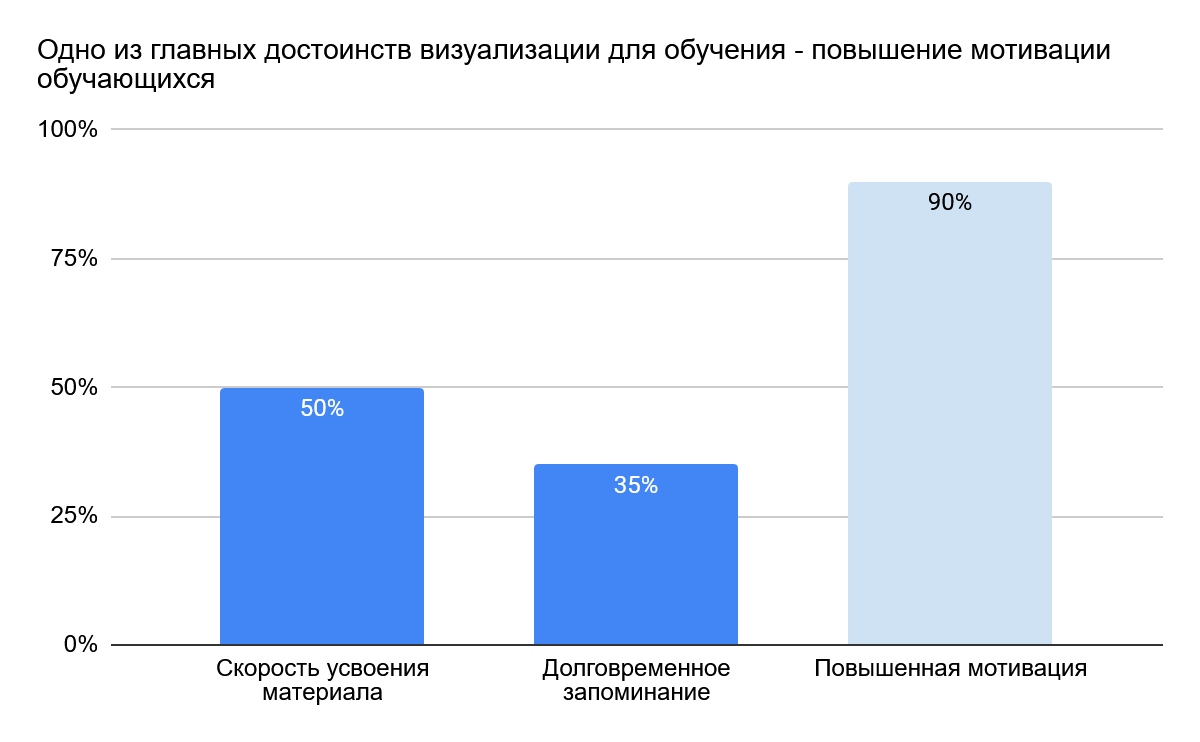 Одно из главных достоинств визуализации для обучения - повышение мотивации
обучающихся
100%
75%
50%
25%
0%
50%
35%
90%
Скорость усвоения
материала
Долговременное
запоминание
Повышенная мотивация